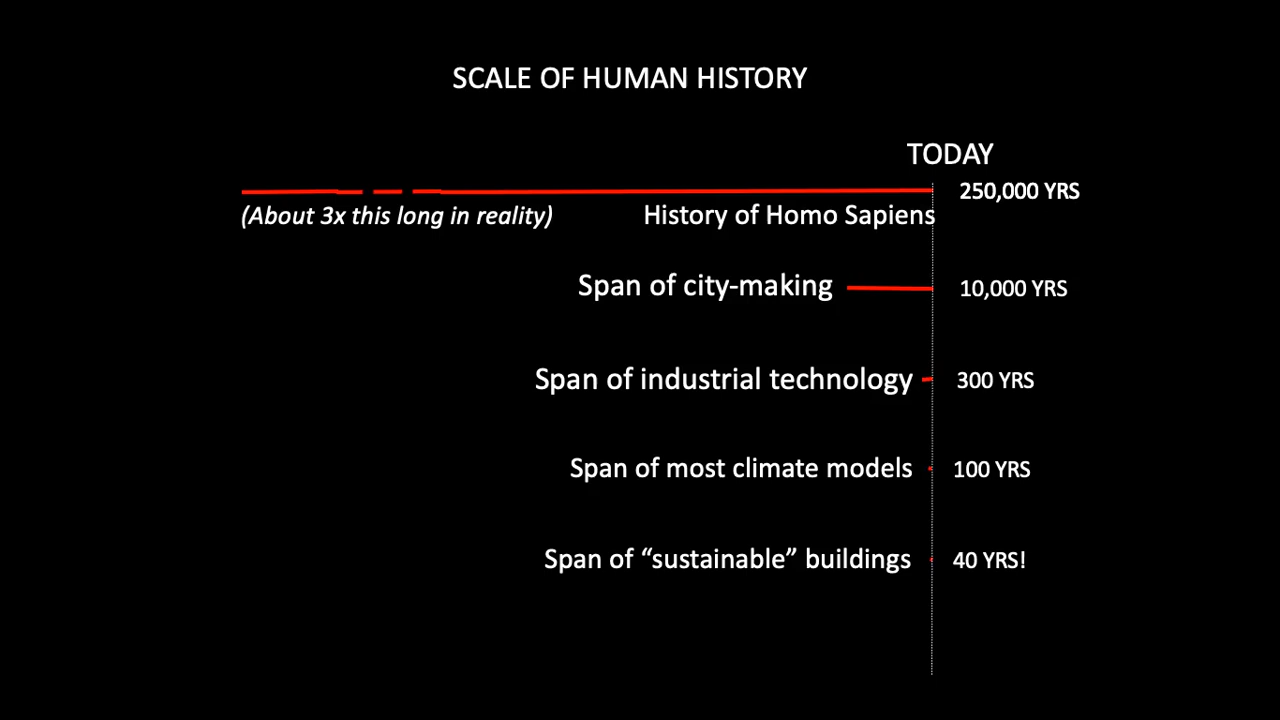 SCALE OF HUMAN HISTORY
TODAY
250,000 YRS
(About 3x this long in reality) History of Homo Sapiens
Span of city-making 10,000 YRS
Span of industrial technology 300 YRS
Span of most climate models 100 YRS
Span of “sustainable” buildings 40 YRS!